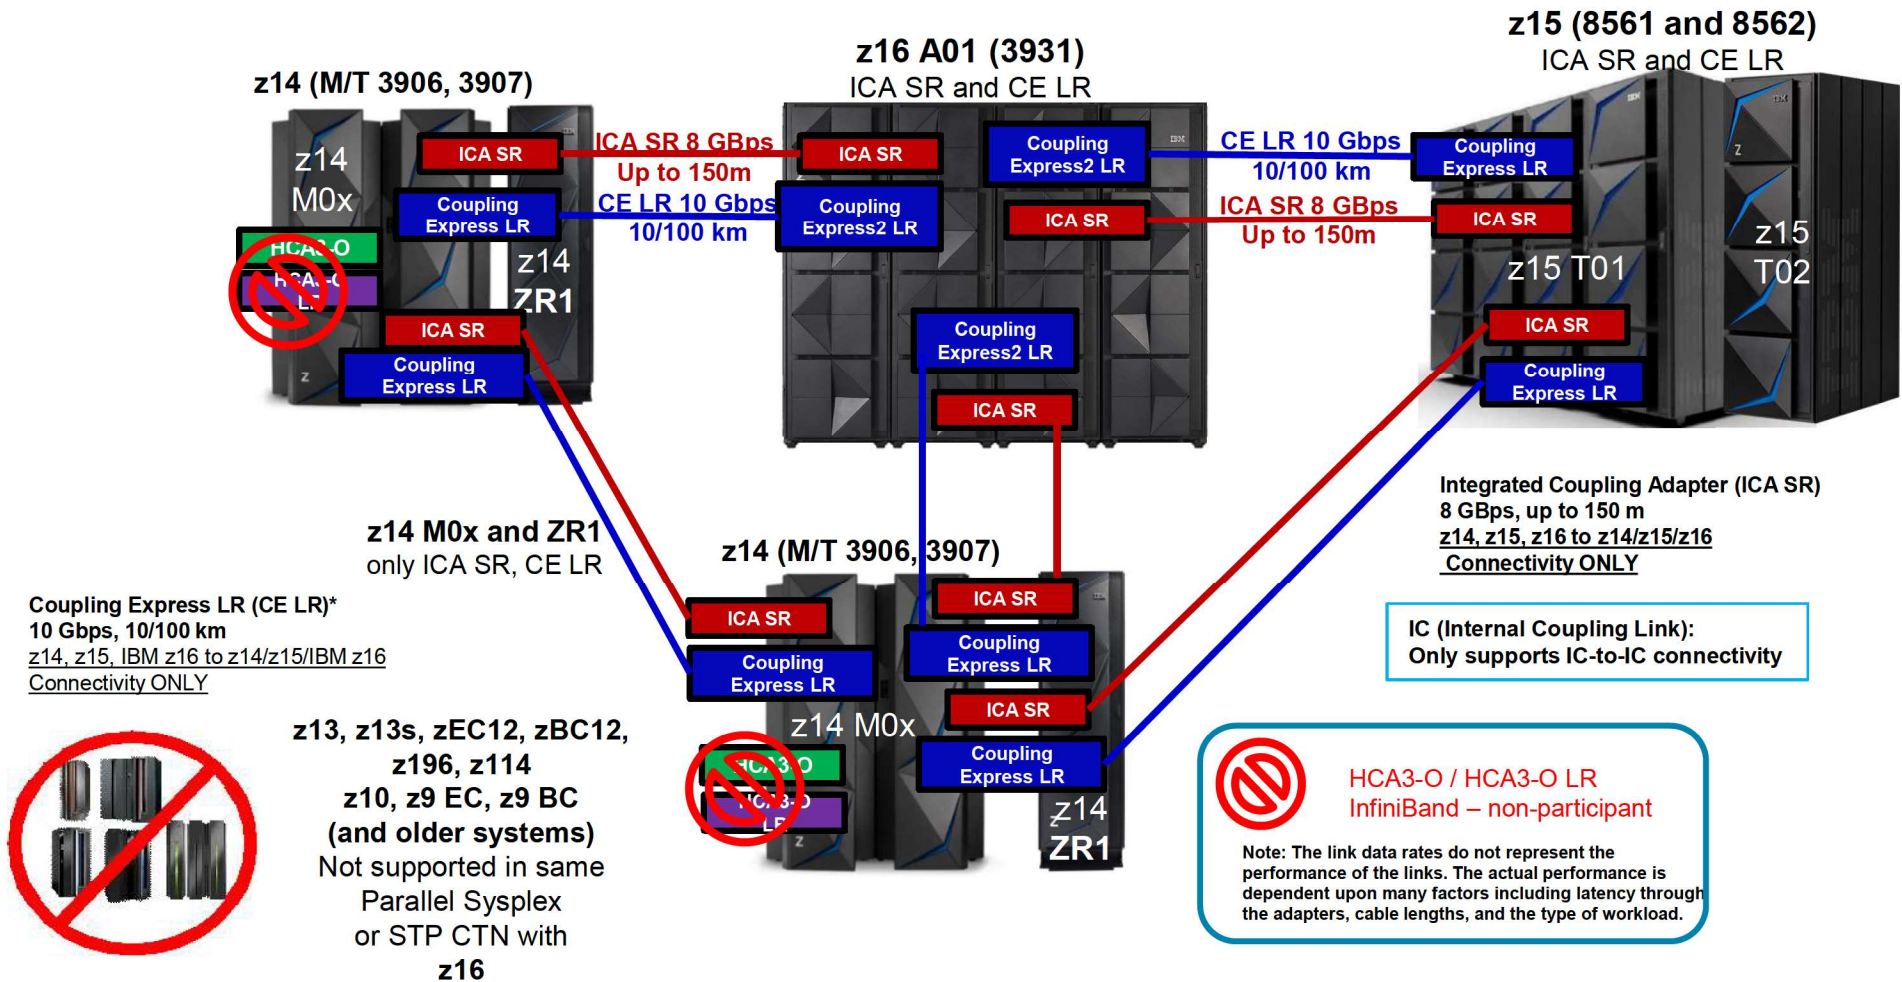 z14 (M/T 3906, 3907)
z16 A01 (3931)
ICA SR and CE LR
z15 (8561 and 8562)
ICA SR and CE LR
z14
M0x
ICA SR
Coupling
Express LR
HCA3-O
HCA3-O
LR
z14
ZR1
ICA SR
Coupling
Express LR
Z
IBM
ICA SR 8 GBps
Up to 150m
CE LR 10 Gbps
10/100 km
ICA SR
Coupling
Express2 LR
Coupling
Express2 LR
ICA SR
IBM
Coupling
Express2 LR
ICA SR
CE LR 10 Gbps
10/100 km
ICA SR 8 GBps
Up to 150m
Coupling
Express LR
ICA SR
z15 T01
IBM
ICA SR
Coupling
Express LR
IBM
Z
z15
T02
z14 M0x and ZR1
only ICA SR, CE LR
z14 (M/T 3906, 3907)
ICA SR
Coupling
Express LR
z14 M0x
HCA3-O
HCA3-O
LR
Z
ICA SR
Coupling
Express LR
ICA SR
Coupling
Express LR
IBM
z14
Z
ZR1
Integrated Coupling Adapter (ICA SR)
8 GBps, up to 150 m
z14, z15, z16 to z14/z15/z16
Connectivity ONLY
Coupling Express LR (CE LR)*
10 Gbps, 10/100 km
z14, z15, IBM z16 to z14/z15/IBM z16
Connectivity ONLY
IC (Internal Coupling Link):
Only supports IC-to-IC connectivity
z13, z13s, zEC12, zBC12,
z196, z114
z10, z9 EC, z9 BC
(and older systems)
Not supported in same
Parallel Sysplex
or STP CTN with
z16
HCA3-O / HCA3-O LR
InfiniBand – non-participant
Note: The link data rates do not represent the
performance of the links. The actual performance is
dependent upon many factors including latency through
the adapters, cable lengths, and the type of workload.